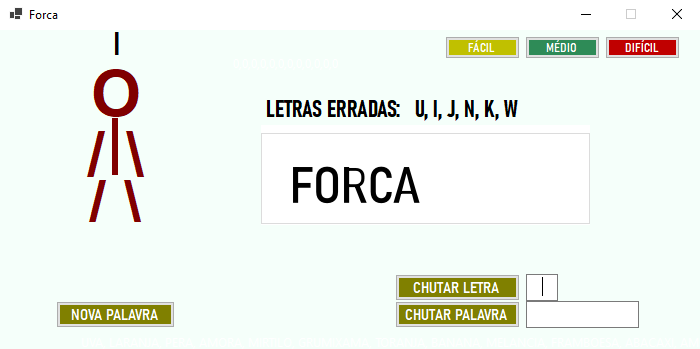 Forca
FÁCIL MÉDIO DIFÍCIL
LETRAS ERRADAS: U, I, J, N, K, W
FORCA
CHUTAR LETRA
NOVA PALAVRA CHUTAR PALAVRA